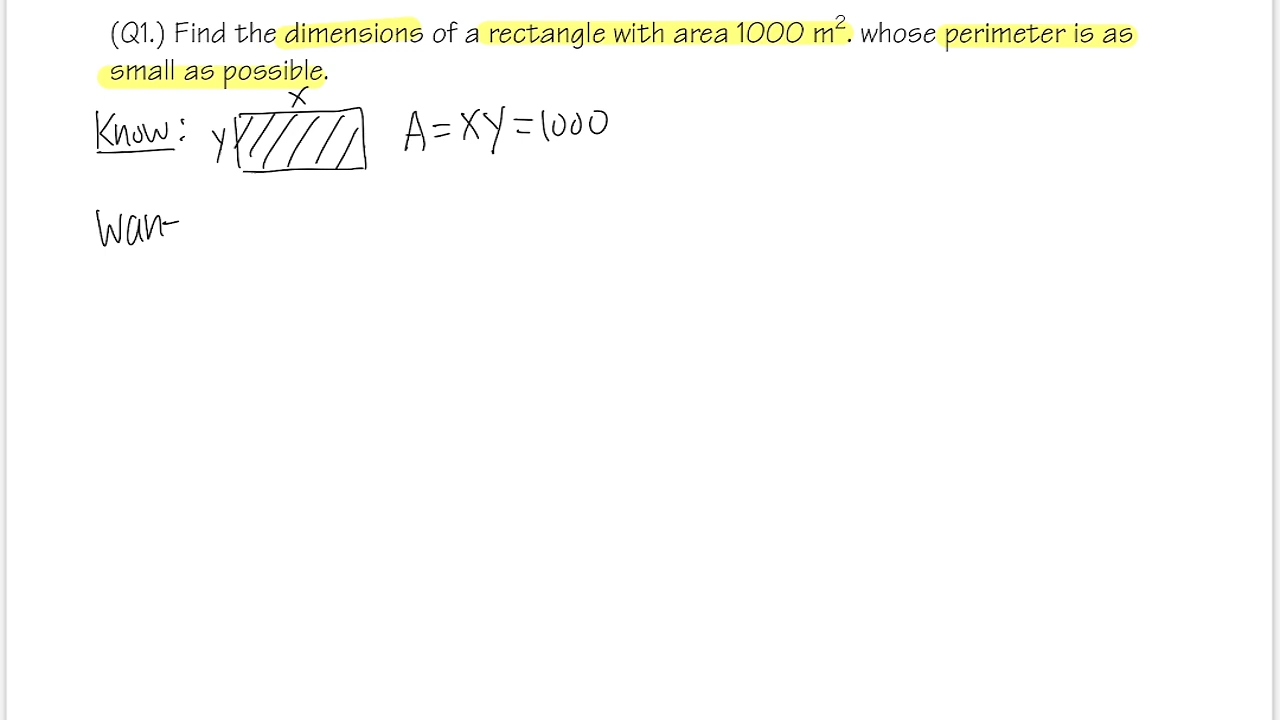 (Q1.) Find the dimensions of a rectangle with area 1000 m². whose perimeter is as
small as possible.
x
Know: y A = xy = 1000
Wan